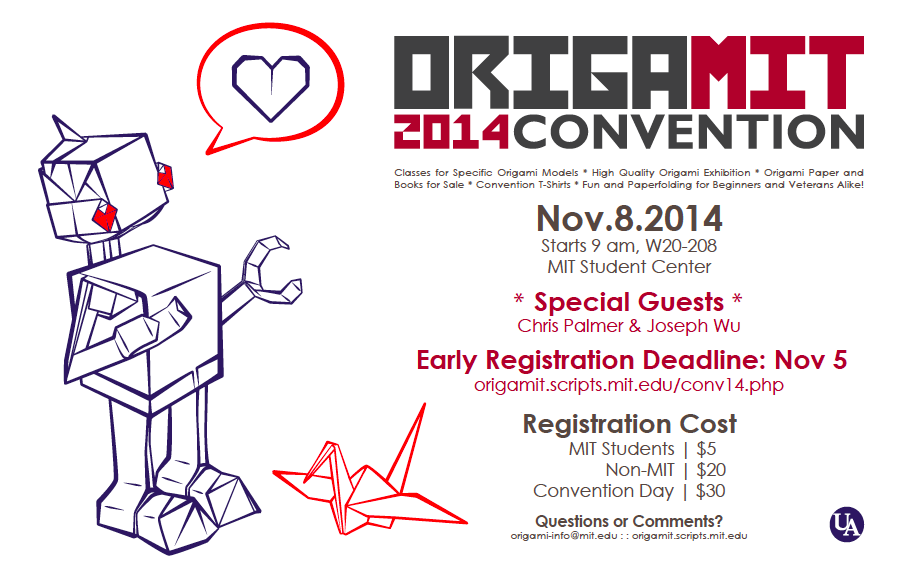 ORIGAMIT
2014CONVENTION
Classes for Specific Origami Models * High Quality Origami Exhibition * Origami Paper and
Books for Sale * Convention T-Shirts * Fun and Paperfolding for Beginners and Veterans Alike!
Nov.8.2014
Starts 9 am, W20-208
MIT Student Center
* Special Guests *
Chris Palmer & Joseph Wu
Early Registration Deadline: Nov 5
origamit.scripts.mit.edu/conv14.php
Registration Cost
MIT Students | $5
Non-MIT | $20
Convention Day | $30
Questions or Comments?
origami-info@mit.edu : : origamit.scripts.mit.edu
UA